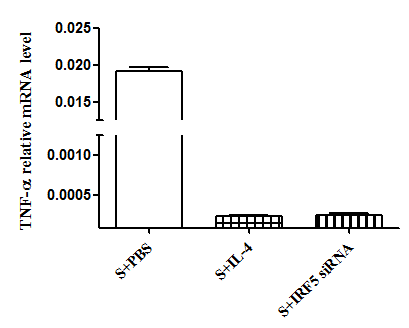 TNF-α relative mRNA level
0.025
0.020
0.015
0.0010
0.0005
S+PBS
S+IL-4
S+IRF5 siRNA